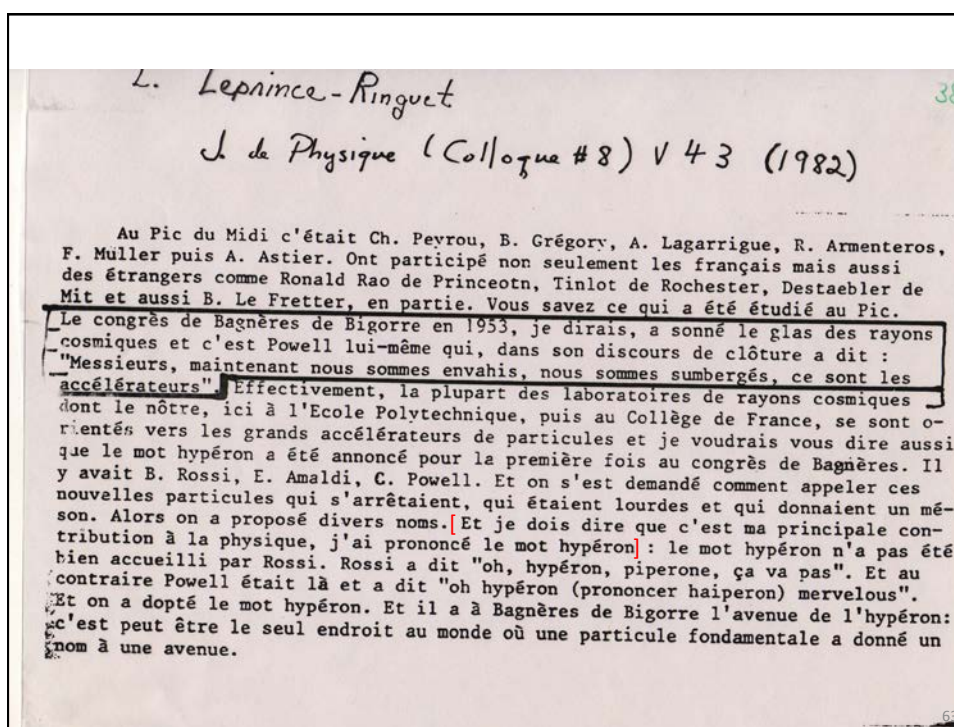 L. Leprince-Ringuet
38
J. de Physique (Colloque #8) V 43 (1982)
Au Pic du Midi c'était Ch. Peyrou, B. Grégory, A. Lagarrigue, R. Armenteros,
F. Müller puis A. Astier. Ont participé non seulement les français mais aussi
des étrangers comme Ronald Rao de Princeotn, Tinlot de Rochester, Destaebler de
Mit et aussi B. Le Fretter, en partie. Vous savez ce qui a été étudié au Pic.
Le congrès de Bagnères de Bigorre en 1953, je dirais, a sonné le glas des rayons
cosmiques et c'est Powell lui-même qui, dans son discours de clôture a dit :
"Messieurs, maintenant nous sommes envahis, nous sommes sumbergés, ce sont les
accélérateurs". Effectivement, la plupart des laboratoires de rayons cosmiques
dont le nôtre, ici à l'Ecole Polytechnique, puis au Collège de France, se sont o-
rientés vers les grands accélérateurs de particules et je voudrais vous dire aussi
que le mot hypéron a été annoncé pour la première fois au congrès de Bagnères. Il
y avait B. Rossi, E. Amaldi, C. Powell. Et on s'est demandé comment appeler ces
nouvelles particules qui s'arrêtaient, qui étaient lourdes et qui donnaient un mé-
son. Alors on a proposé divers noms.[Et je dois dire que c'est ma principale con-
tribution à la physique, j'ai prononcé le mot hypéron] : le mot hypéron n'a pas été
bien accueilli par Rossi. Rossi a dit "oh, hypéron, piperone, ça va pas". Et au
contraire Powell était là et a dit "oh hypéron (prononcer haiperon) mervelous".
Et on a dopté le mot hypéron. Et il a à Bagnères de Bigorre l'avenue de l'hypéron:
c'est peut être le seul endroit au monde où une particule fondamentale a donné un
nom à une avenue.
63